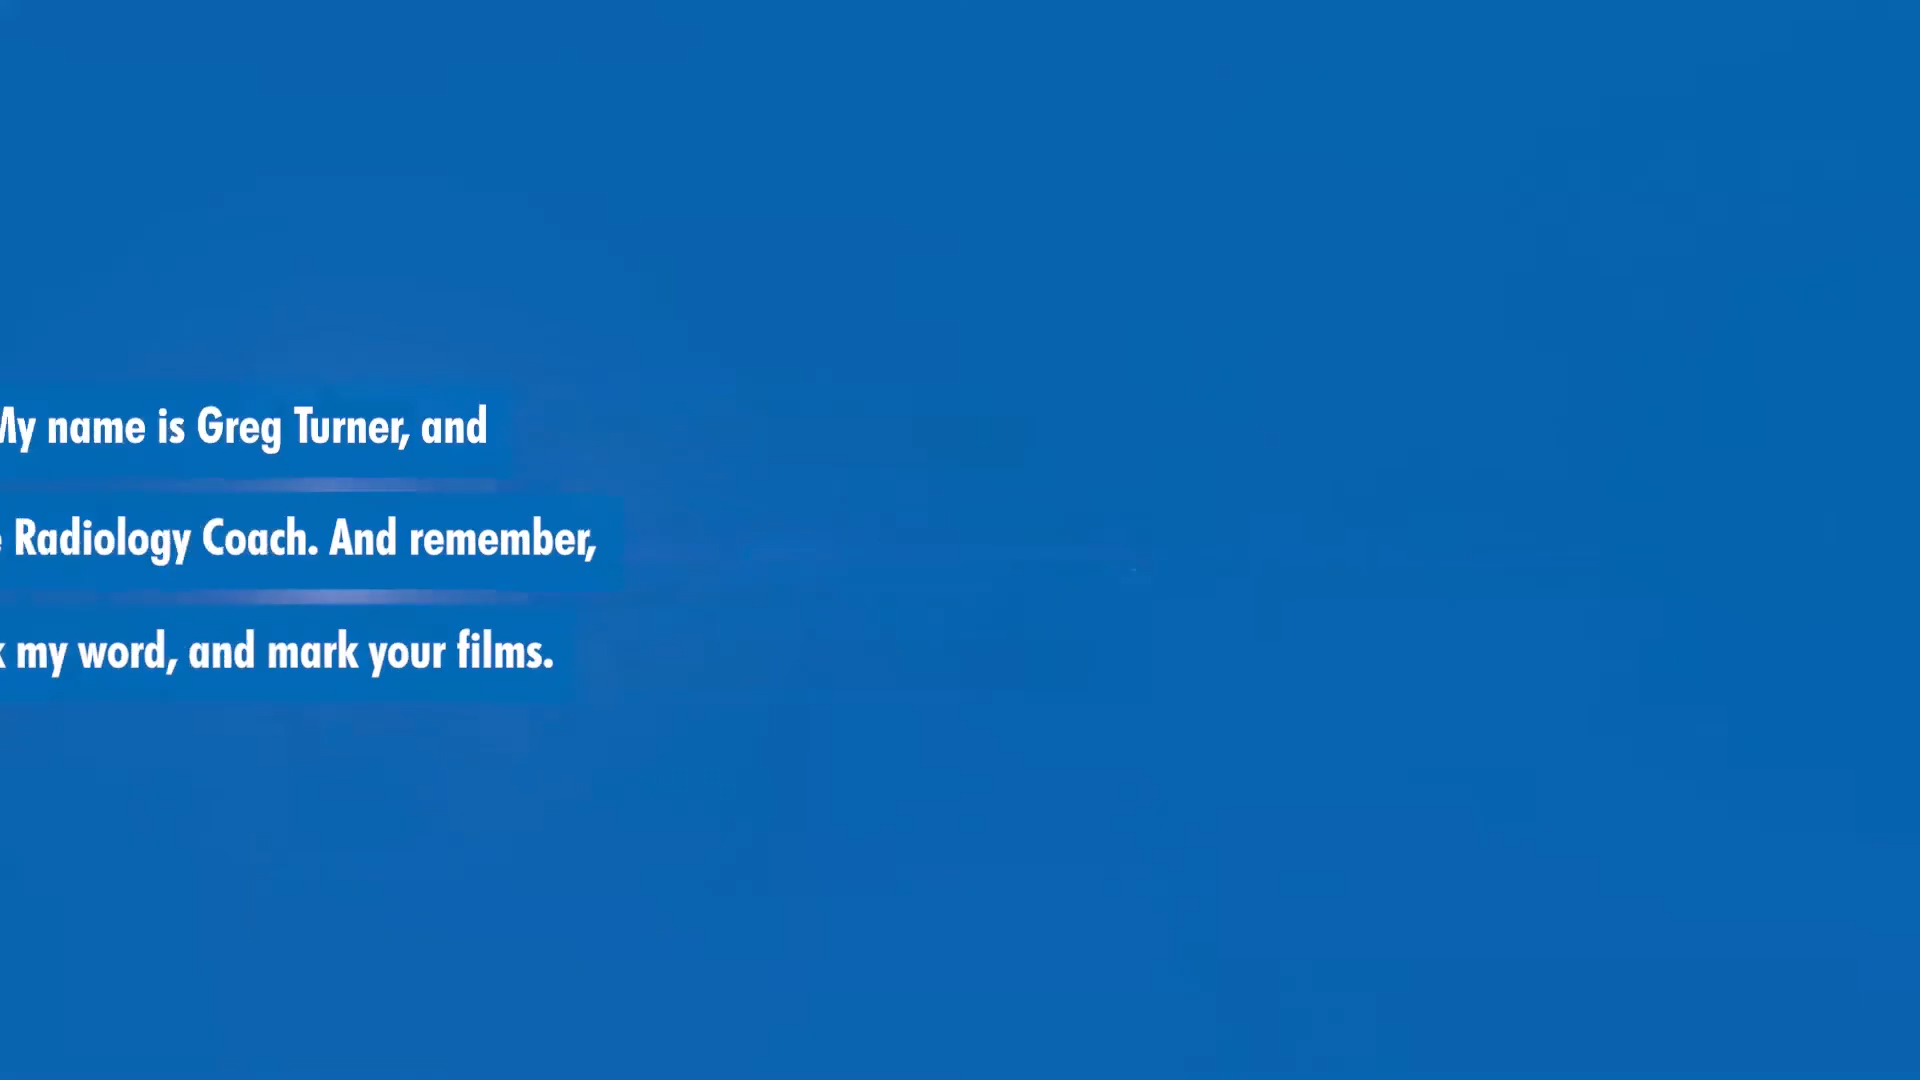 My name is Greg Turner, and
Radiology Coach. And remember,
my word, and mark your films.